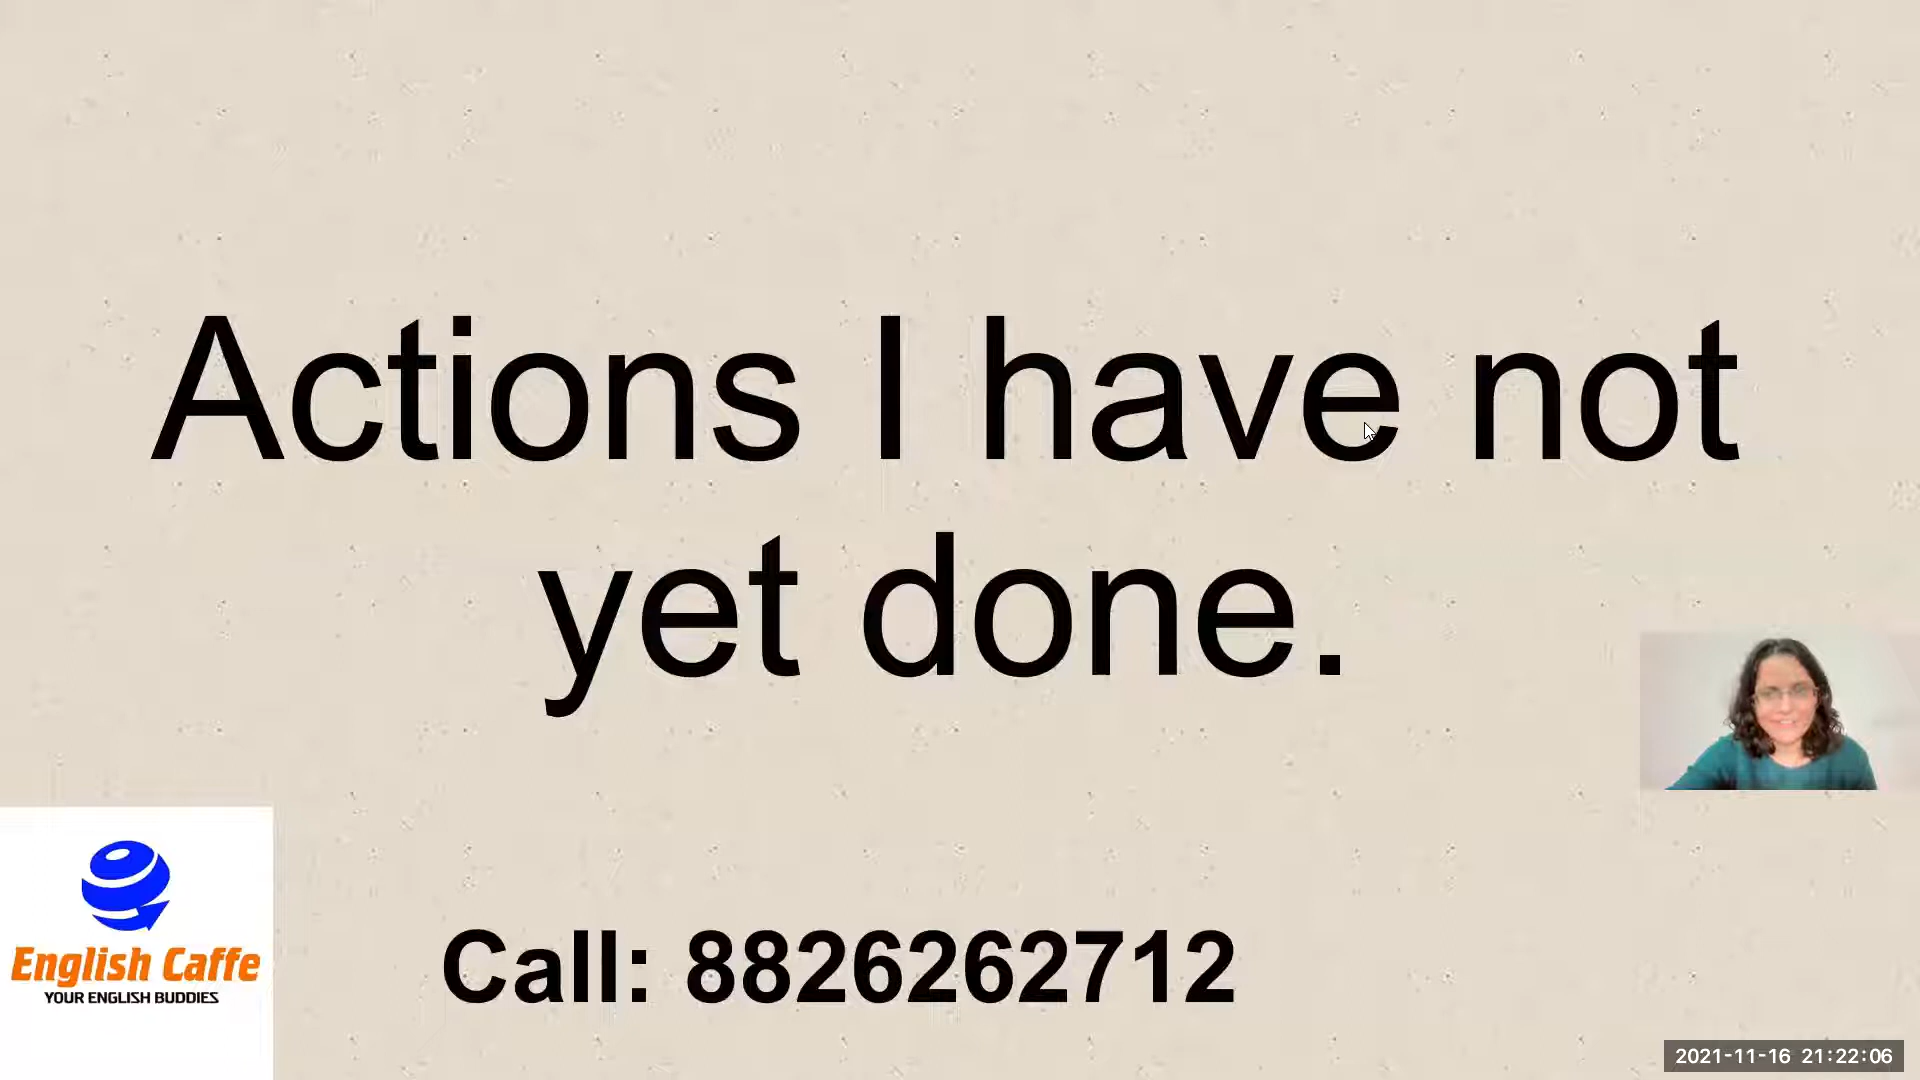 Actions I have not
yet done.
English Caffe
YOUR ENGLISH BUDDIES
Call: 8826262712
2021-11-16 21:22:06